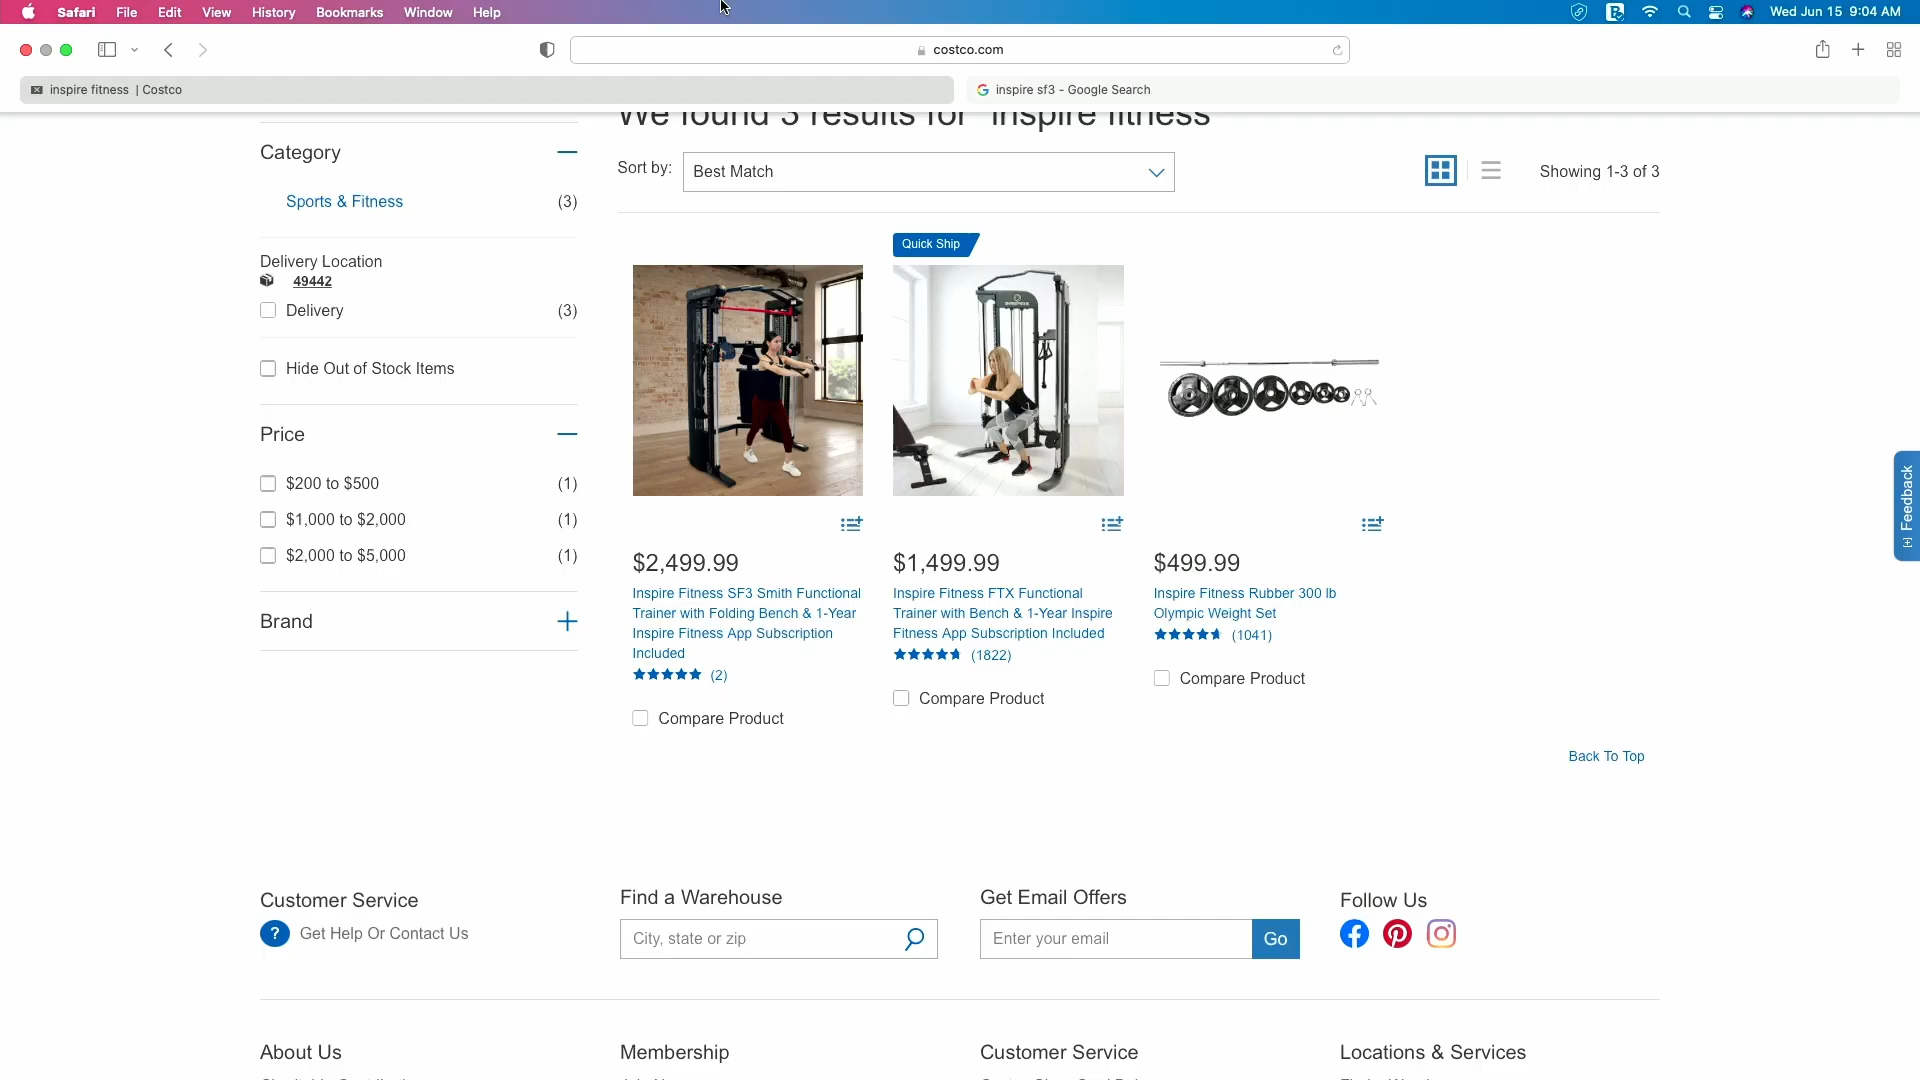 Safari File Edit View History Bookmarks Window Help Wed Jun 15 9:04 AM
costco.com
inspire fitness | Costco
inspire sf3 - Google Search
We found 3 results for "inspire fitness"
Category
Sports & Fitness (3)
Delivery Location
49442
Delivery (3)
Hide Out of Stock Items
Price
$200 to $500 (1)
$1,000 to $2,000 (1)
$2,000 to $5,000 (1)
Brand
Sort by: Best Match
Showing 1-3 of 3
$2,499.99
Inspire Fitness SF3 Smith Functional
Trainer with Folding Bench & 1-Year
Inspire Fitness App Subscription
Included
(2)
Compare Product
Quick Ship
$1,499.99
Inspire Fitness FTX Functional
Trainer with Bench & 1-Year Inspire
Fitness App Subscription Included
(1822)
Compare Product
$499.99
Inspire Fitness Rubber 300 lb
Olympic Weight Set
(1041)
Compare Product
Feedback
Back To Top
Customer Service
? Get Help Or Contact Us
Find a Warehouse
City, state or zip
Get Email Offers
Enter your email Go
Follow Us
About Us
Membership
Customer Service
Locations & Services